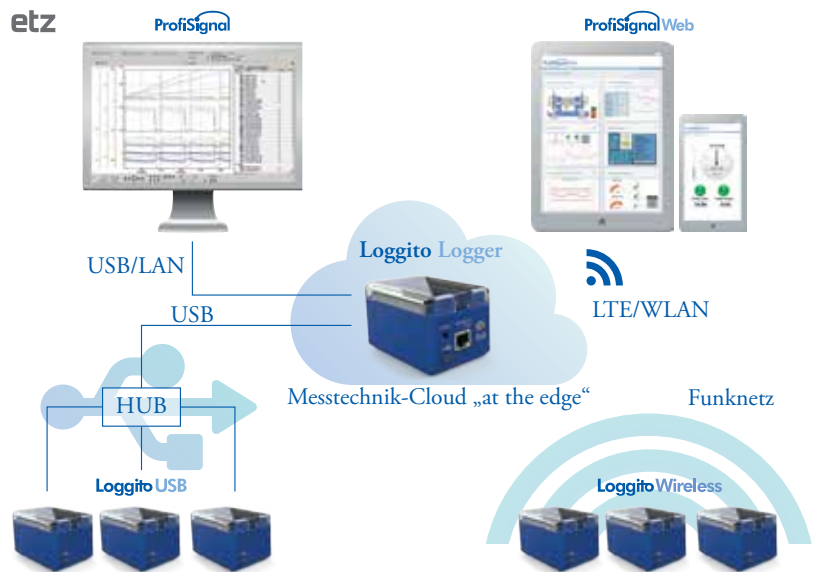 etz
ProfiSignal
ProfiSignal Web
USB/LAN
Loggito Logger
USB
LTE/WLAN
HUB
Messtechnik-Cloud „at the edge“
Funknetz
Loggito USB
Loggito Wireless